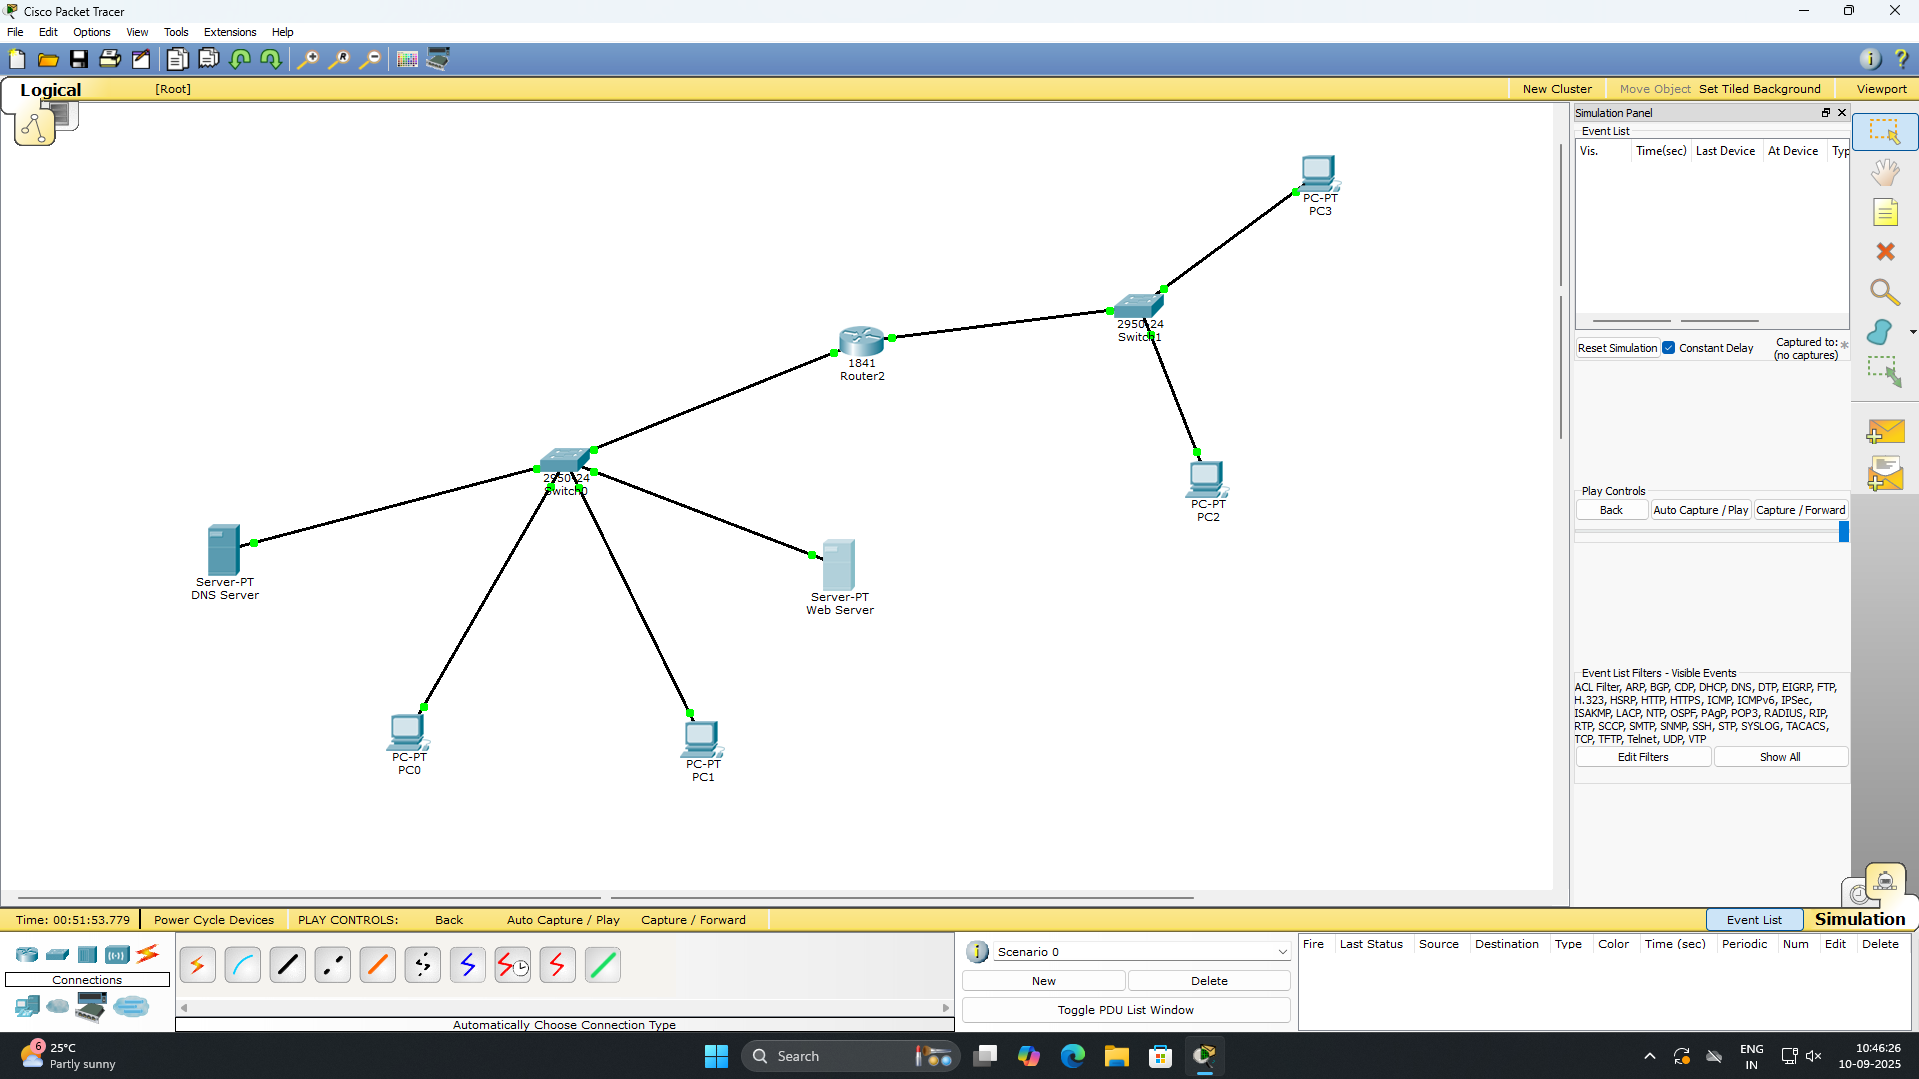 Cisco Packet Tracer
File Edit Options View Tools Extensions Help
Logical [Root] New Cluster Move Object Set Tiled Background Viewport
Simulation Panel
Event List
Vis. Time(sec) Last Device At Device Typ
PC-PT
PC3
2950-24
Switch1
1841
Router2
Reset Simulation Constant Delay Captured to:
(no captures)
2950-24
Switch0
PC-PT
PC2
Play Controls
Back Auto Capture / Play Capture / Forward
Server-PT
DNS Server
Server-PT
Web Server
Event List Filters - Visible Events
ACL Filter, ARP, BGP, CDP, DHCP, DNS, DTP, EIGRP, FTP,
H.323, HSRP, HTTP, HTTPS, ICMP, ICMPv6, IPSec,
ISAKMP, LACP, NTP, OSPF, PAgP, POP3, RADIUS, RIP,
RTP, SCCP, SMTP, SNMP, SSH, STP, SYSLOG, TACACS,
TCP, TFTP, Telnet, UDP, VTP
Edit Filters Show All
PC-PT
PC0
PC-PT
PC1
Time: 00:51:53.779 Power Cycle Devices PLAY CONTROLS: Back Auto Capture / Play Capture / Forward Event List Simulation
Connections
Automatically Choose Connection Type
Scenario 0
New Delete
Toggle PDU List Window
Fire Last Status Source Destination Type Color Time (sec) Periodic Num Edit Delete
6
25°C
Partly sunny
Search
ENG
IN
10:46:26
10-09-2025